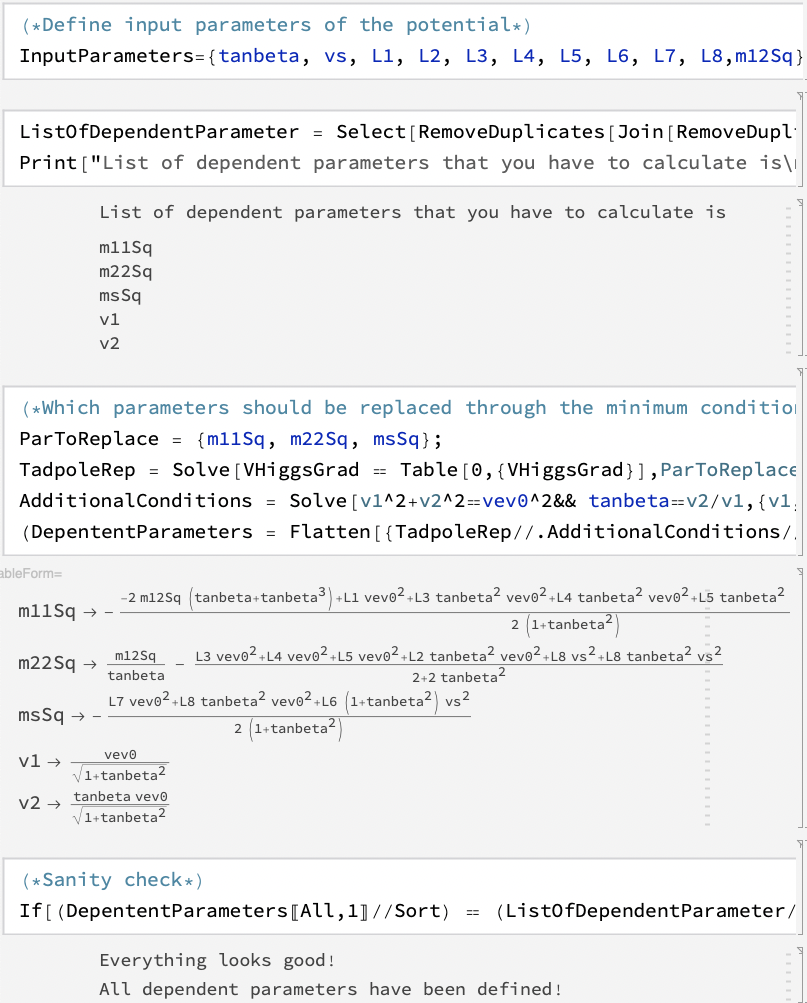 (*Define input parameters of the potential*)
InputParameters={tanbeta, vs, L1, L2, L3, L4, L5, L6, L7, L8,m12Sq}
ListOfDependentParameter = Select[RemoveDuplicates[Join[RemoveDupl
Print["List of dependent parameters that you have to calculate is\
List of dependent parameters that you have to calculate is
m11Sq
m22Sq
msSq
v1
v2
(*Which parameters should be replaced through the minimum conditio
ParToReplace = {m11Sq, m22Sq, msSq};
TadpoleRep = Solve[VHiggsGrad == Table[0,{VHiggsGrad}],ParToReplace
AdditionalConditions = Solve[v1^2+v2^2==vev0^2&& tanbeta==v2/v1,{v1,
(DepententParameters = Flatten[{TadpoleRep//.AdditionalConditions/
ableForm=
m11Sq → - (-2 m12Sq (tanbeta+tanbeta^3)+L1 vev0^2+L3 tanbeta^2 vev0^2+L4 tanbeta^2 vev0^2+L5 tanbeta^2)/(2 (1+tanbeta^2))
m22Sq → m12Sq/tanbeta - (L3 vev0^2+L4 vev0^2+L5 vev0^2+L2 tanbeta^2 vev0^2+L8 vs^2+L8 tanbeta^2 vs^2)/(2+2 tanbeta^2)
msSq → - (L7 vev0^2+L8 tanbeta^2 vev0^2+L6 (1+tanbeta^2) vs^2)/(2 (1+tanbeta^2))
v1 → vev0/√(1+tanbeta^2)
v2 → tanbeta vev0/√(1+tanbeta^2)
(*Sanity check*)
If[(DepententParameters〚All,1〛//Sort) == (ListOfDependentParameter/
Everything looks good!
All dependent parameters have been defined!